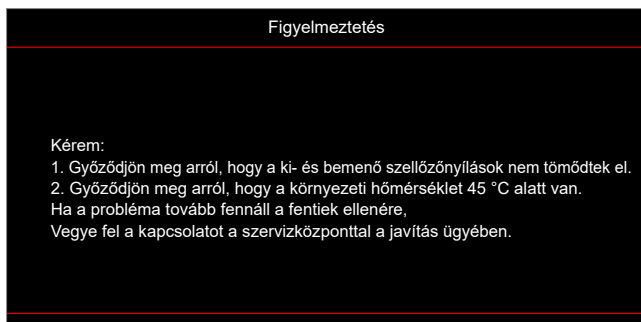 Figyelmeztetés
Kérem:
1. Győződjön meg arról, hogy a ki- és bemenő szellőzőnyílások nem tömődtek el.
2. Győződjön meg arról, hogy a környezeti hőmérséklet 45 °C alatt van.
Ha a probléma tovább fennáll a fentiek ellenére,
Vegye fel a kapcsolatot a szervizközponttal a javítás ügyében.